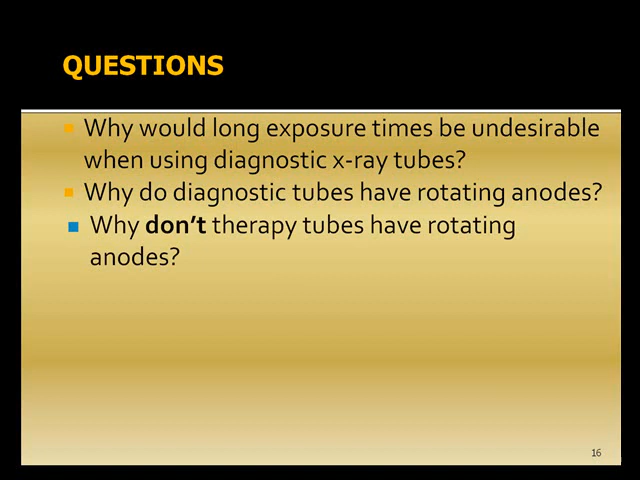 QUESTIONS
Why would long exposure times be undesirable
when using diagnostic x-ray tubes?
Why do diagnostic tubes have rotating anodes?
Why don't therapy tubes have rotating
anodes?
16